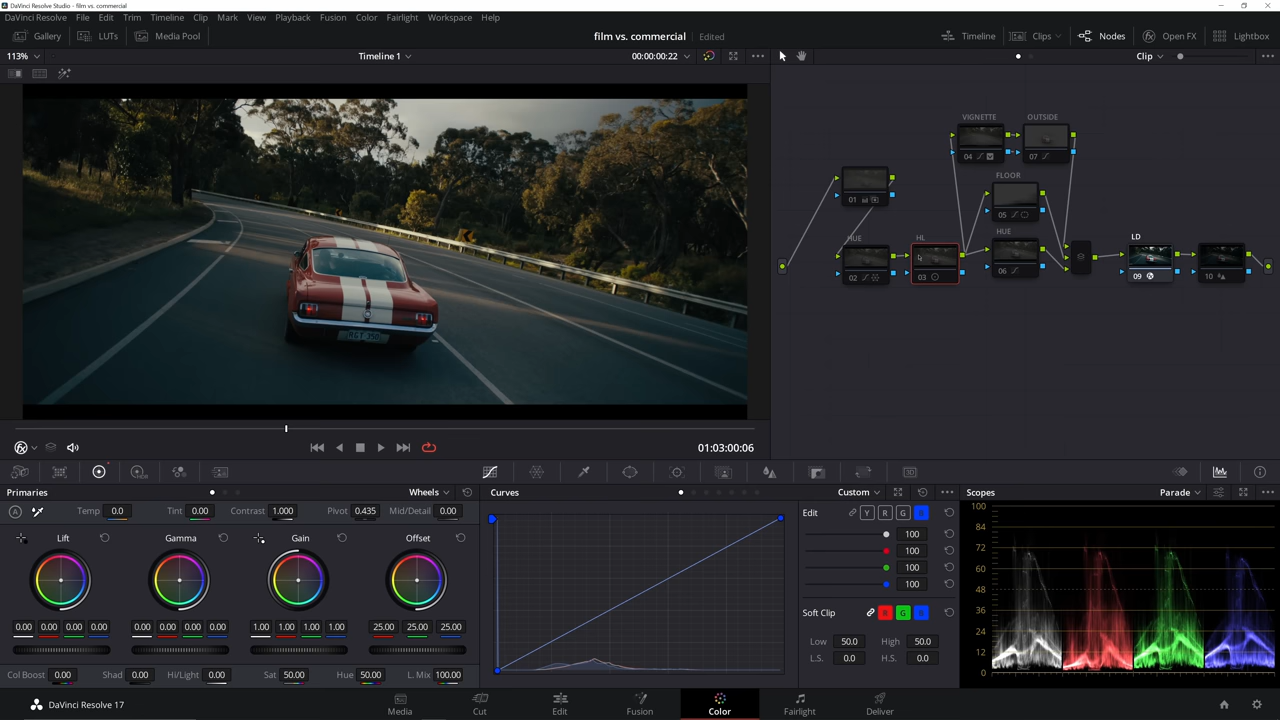 DaVinci Resolve Studio - film vs. commercial
DaVinci Resolve File Edit Trim Timeline Clip Mark View Playback Fusion Color Fairlight Workspace Help
Gallery LUTs Media Pool film vs. commercial Edited Timeline Clips Nodes Open FX Lightbox
113% Timeline 1 00:00:00:22 Clip
VIGNETTE OUTSIDE
04 07
FLOOR
01 05
HUE HL HUE LD
02 03 06 09 10
01:03:00:06
Primaries Wheels Curves Custom Scopes Parade
Temp 0.0 Tint 0.00 Contrast 1.000 Pivot 0.435 Mid/Detail 0.00 Edit Y R G
Lift Gamma Gain Offset
100
100
100
100
0.00 0.00 0.00 0.00 0.00 0.00 0.00 0.00 1.00 1.00 1.00 1.00 25.00 25.00 25.00
Soft Clip G
Low 50.0 High 50.0
L.S. 0.0 H.S. 0.0
Col Boost 0.00 Shad 0.00 Hi/Light 0.00 Sat 50.00 Hue 50.00 L. Mix 100.00
100
84
72
60
48
36
24
12
0
DaVinci Resolve 17 Media Cut Edit Fusion Color Fairlight Deliver